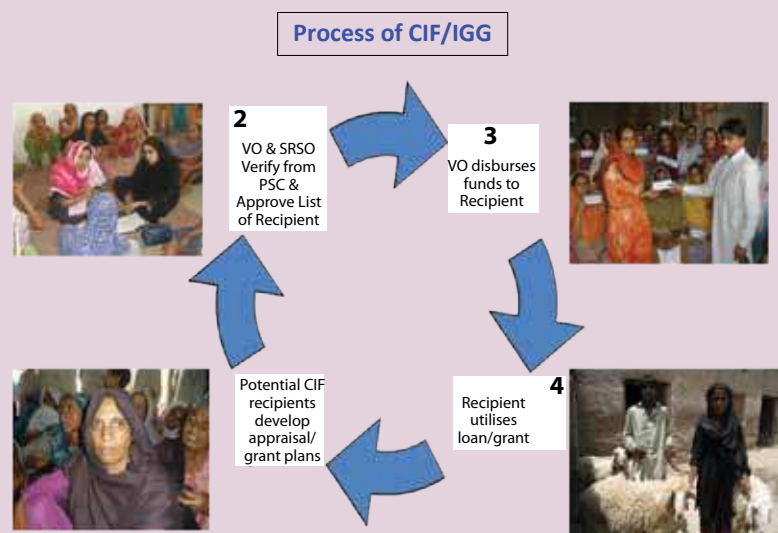 Process of CIF/IGG
2
VO & SRSO
Verify from
PSC &
Approve List
of Recipient
3
VO disburses
funds to
Recipient
4
Recipient
utilises
loan/grant
Potential CIF
recipients
develop
appraisal/
grant plans